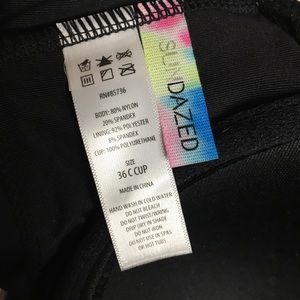 RN#85736
BODY: 80% NYLON
20% SPANDEX
LINING: 92% POLYESTER
8% SPANDEX
CUP: 100% POLYURETHANE
SIZE
36 C CUP
MADE IN CHINA
HAND WASH IN COLD WATER
DO NOT BLEACH
DO NOT TWIST/WRING
DRIP DRY IN SHADE
DO NOT IRON
DO NOT USE IN SPAS
OR HOT TUBS
DAZED